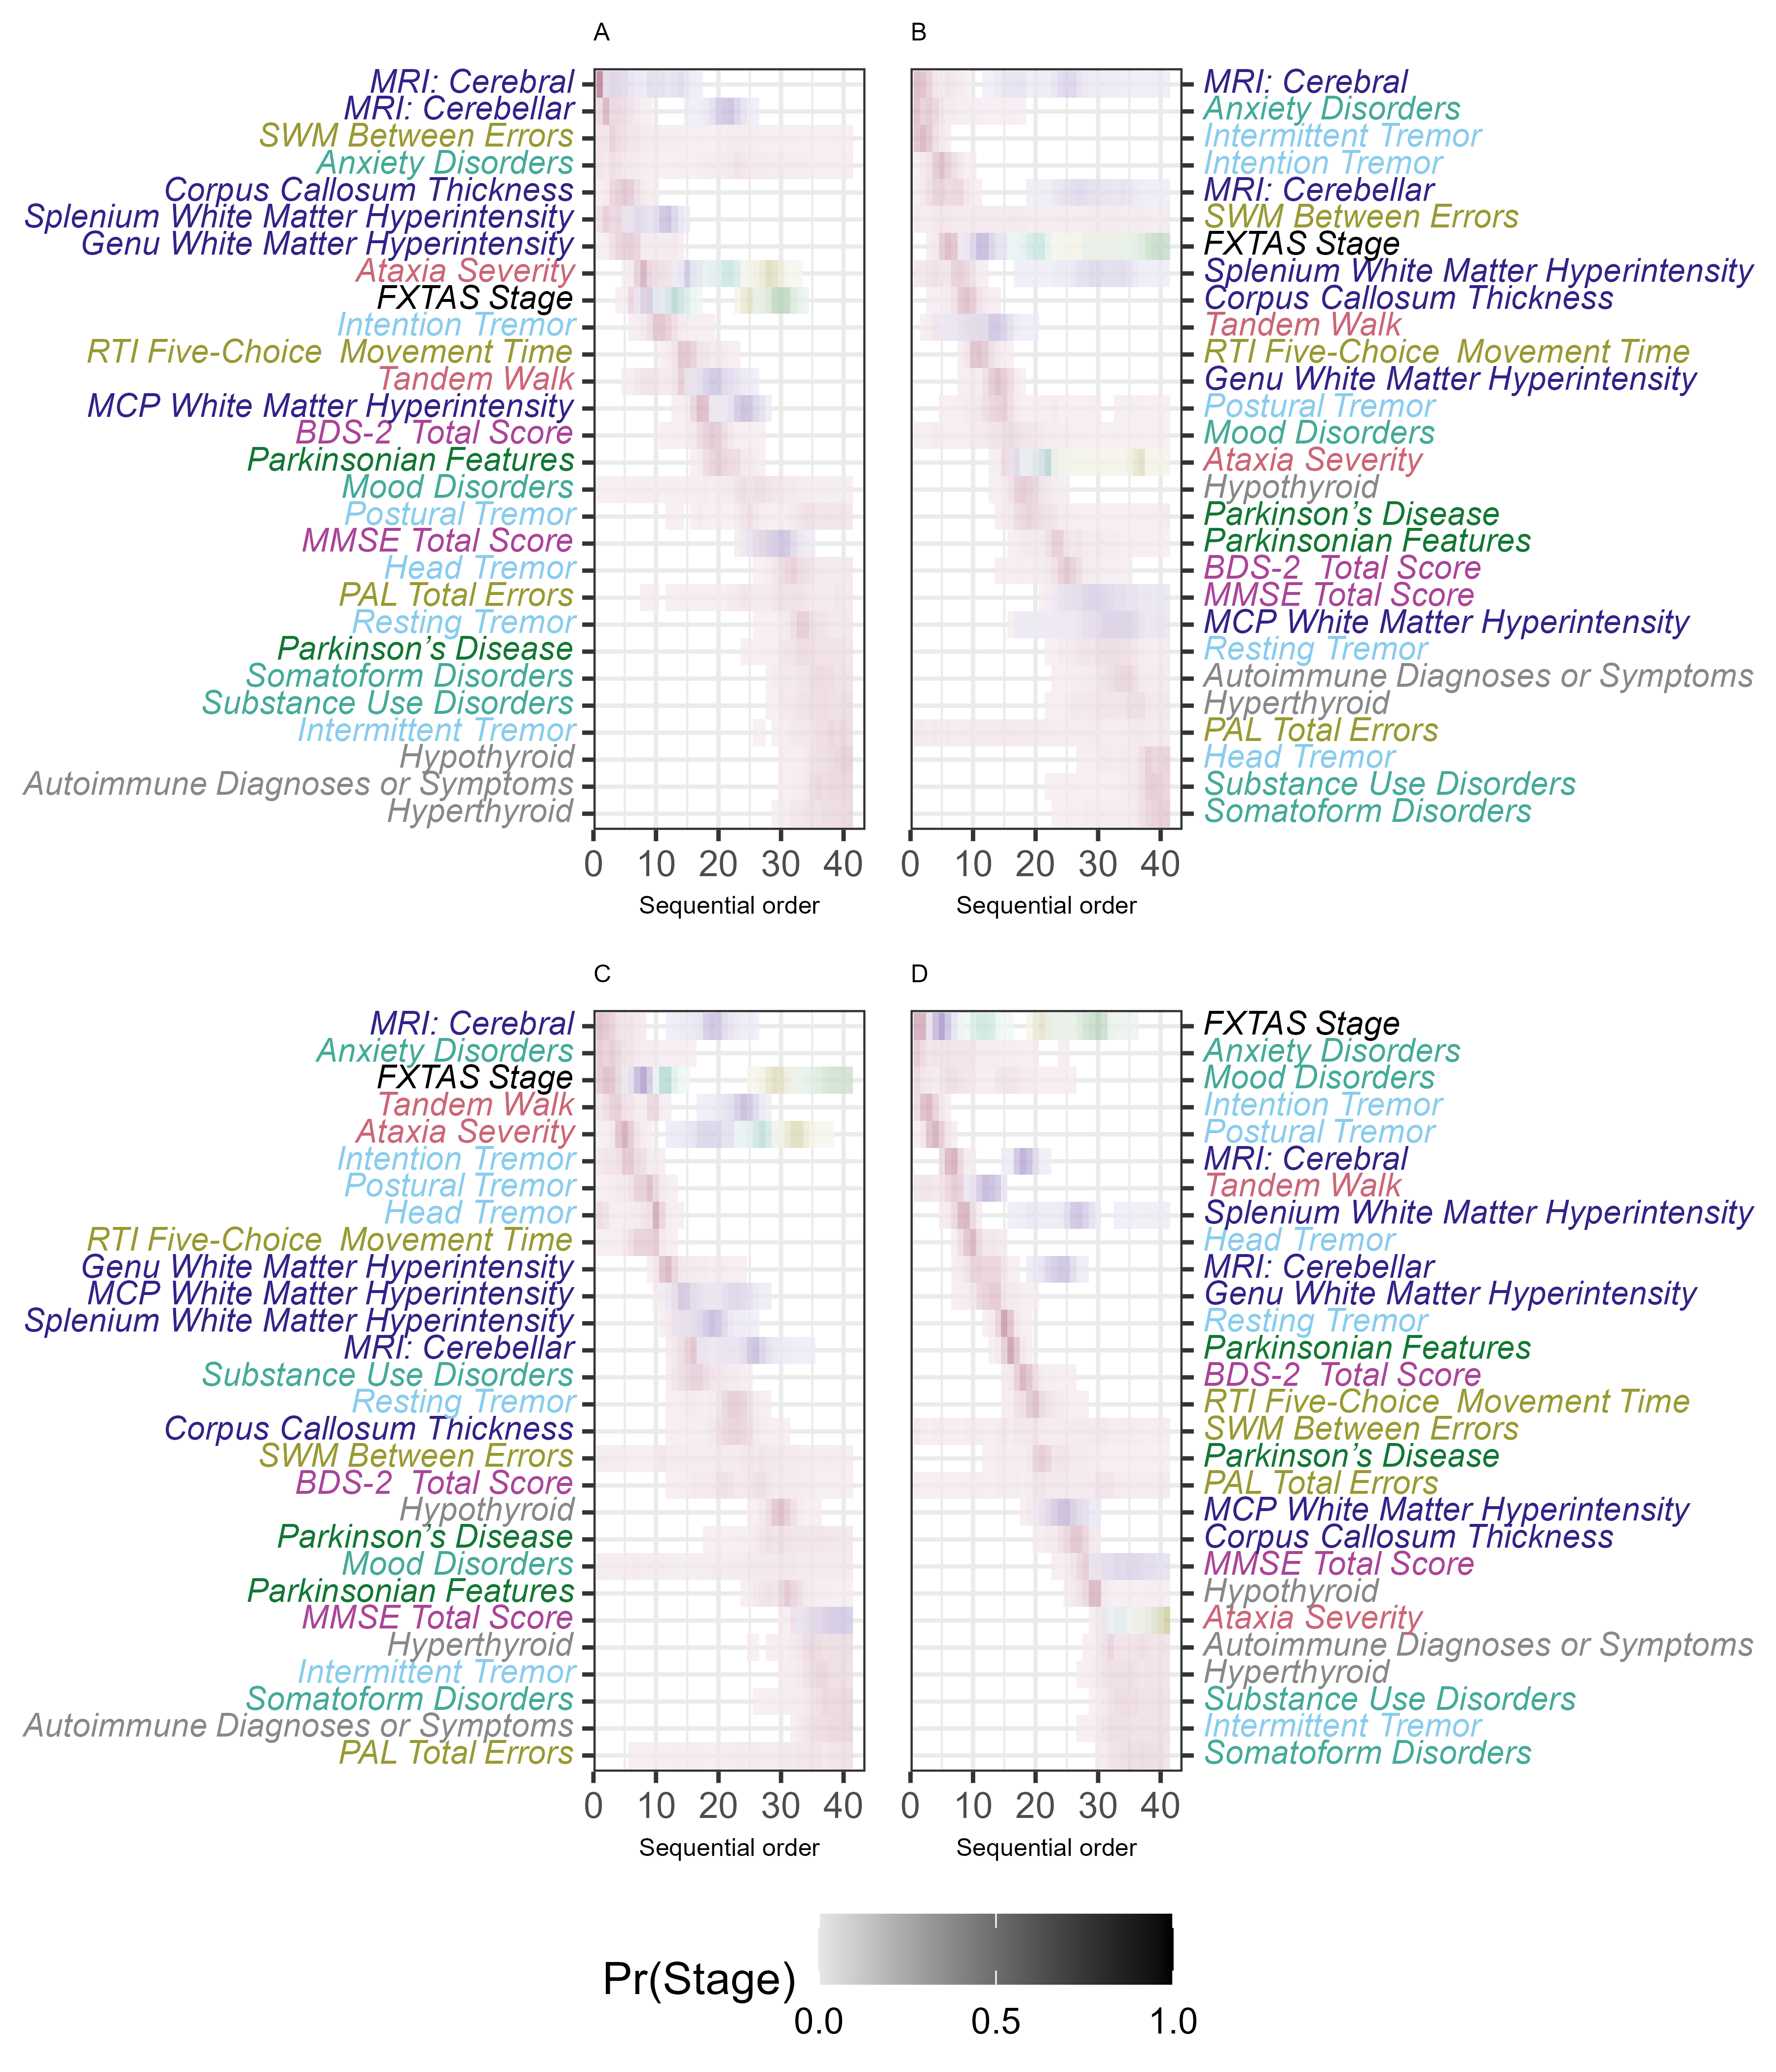 A
MRI: Cerebral
MRI: Cerebellar
SWM Between Errors
Anxiety Disorders
Corpus Callosum Thickness
Splenium White Matter Hyperintensity
Genu White Matter Hyperintensity
Ataxia Severity
FXTAS Stage
Intention Tremor
RTI Five-Choice  Movement Time
Tandem Walk
MCP White Matter Hyperintensity
BDS-2  Total Score
Parkinsonian Features
Mood Disorders
Postural Tremor
MMSE Total Score
Head Tremor
PAL Total Errors
Resting Tremor
Parkinson's Disease
Somatoform Disorders
Substance Use Disorders
Intermittent Tremor
Hypothyroid
Autoimmune Diagnoses or Symptoms
Hyperthyroid
0 10 20 30 40
Sequential order
B
MRI: Cerebral
Anxiety Disorders
Intermittent Tremor
Intention Tremor
MRI: Cerebellar
SWM Between Errors
FXTAS Stage
Splenium White Matter Hyperintensity
Corpus Callosum Thickness
Tandem Walk
RTI Five-Choice  Movement Time
Genu White Matter Hyperintensity
Postural Tremor
Mood Disorders
Ataxia Severity
Hypothyroid
Parkinson's Disease
Parkinsonian Features
BDS-2  Total Score
MMSE Total Score
MCP White Matter Hyperintensity
Resting Tremor
Autoimmune Diagnoses or Symptoms
Hyperthyroid
PAL Total Errors
Head Tremor
Substance Use Disorders
Somatoform Disorders
0 10 20 30 40
Sequential order
C
MRI: Cerebral
Anxiety Disorders
FXTAS Stage
Tandem Walk
Ataxia Severity
Intention Tremor
Postural Tremor
Head Tremor
RTI Five-Choice  Movement Time
Genu White Matter Hyperintensity
MCP White Matter Hyperintensity
Splenium White Matter Hyperintensity
MRI: Cerebellar
Substance Use Disorders
Resting Tremor
Corpus Callosum Thickness
SWM Between Errors
BDS-2  Total Score
Hypothyroid
Parkinson's Disease
Mood Disorders
Parkinsonian Features
MMSE Total Score
Hyperthyroid
Intermittent Tremor
Somatoform Disorders
Autoimmune Diagnoses or Symptoms
PAL Total Errors
0 10 20 30 40
Sequential order
D
FXTAS Stage
Anxiety Disorders
Mood Disorders
Intention Tremor
Postural Tremor
MRI: Cerebral
Tandem Walk
Splenium White Matter Hyperintensity
Head Tremor
MRI: Cerebellar
Genu White Matter Hyperintensity
Resting Tremor
Parkinsonian Features
BDS-2  Total Score
RTI Five-Choice  Movement Time
SWM Between Errors
Parkinson's Disease
PAL Total Errors
MCP White Matter Hyperintensity
Corpus Callosum Thickness
MMSE Total Score
Hypothyroid
Ataxia Severity
Autoimmune Diagnoses or Symptoms
Hyperthyroid
Substance Use Disorders
Intermittent Tremor
Somatoform Disorders
0 10 20 30 40
Sequential order
Pr(Stage)
0.0 0.5 1.0